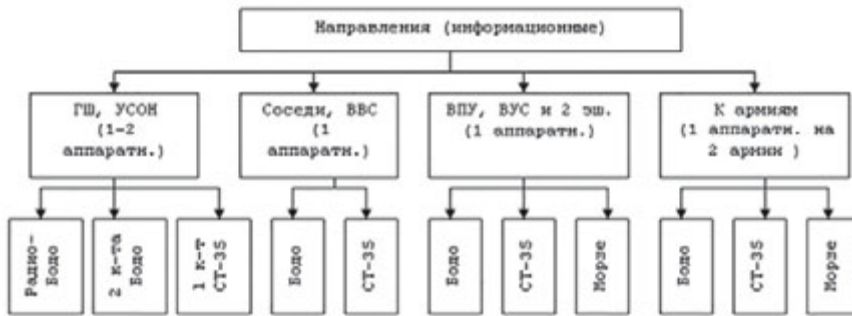 Направления (информационные)
ГШ, УСОН
(1-2
аппаратн.)
Соседи, ВВС
(1
аппаратн.)
ВПУ, ВУС и 2 эш.
(1 аппаратн.)
К армиям
(1 аппаратн. на
2 армии )
Радио-
Бодо
2 к-та
Бодо
1 к-т
СТ-35
Бодо
СТ-35
Бодо
СТ-35
Морзе
Бодо
СТ-35
Морзе